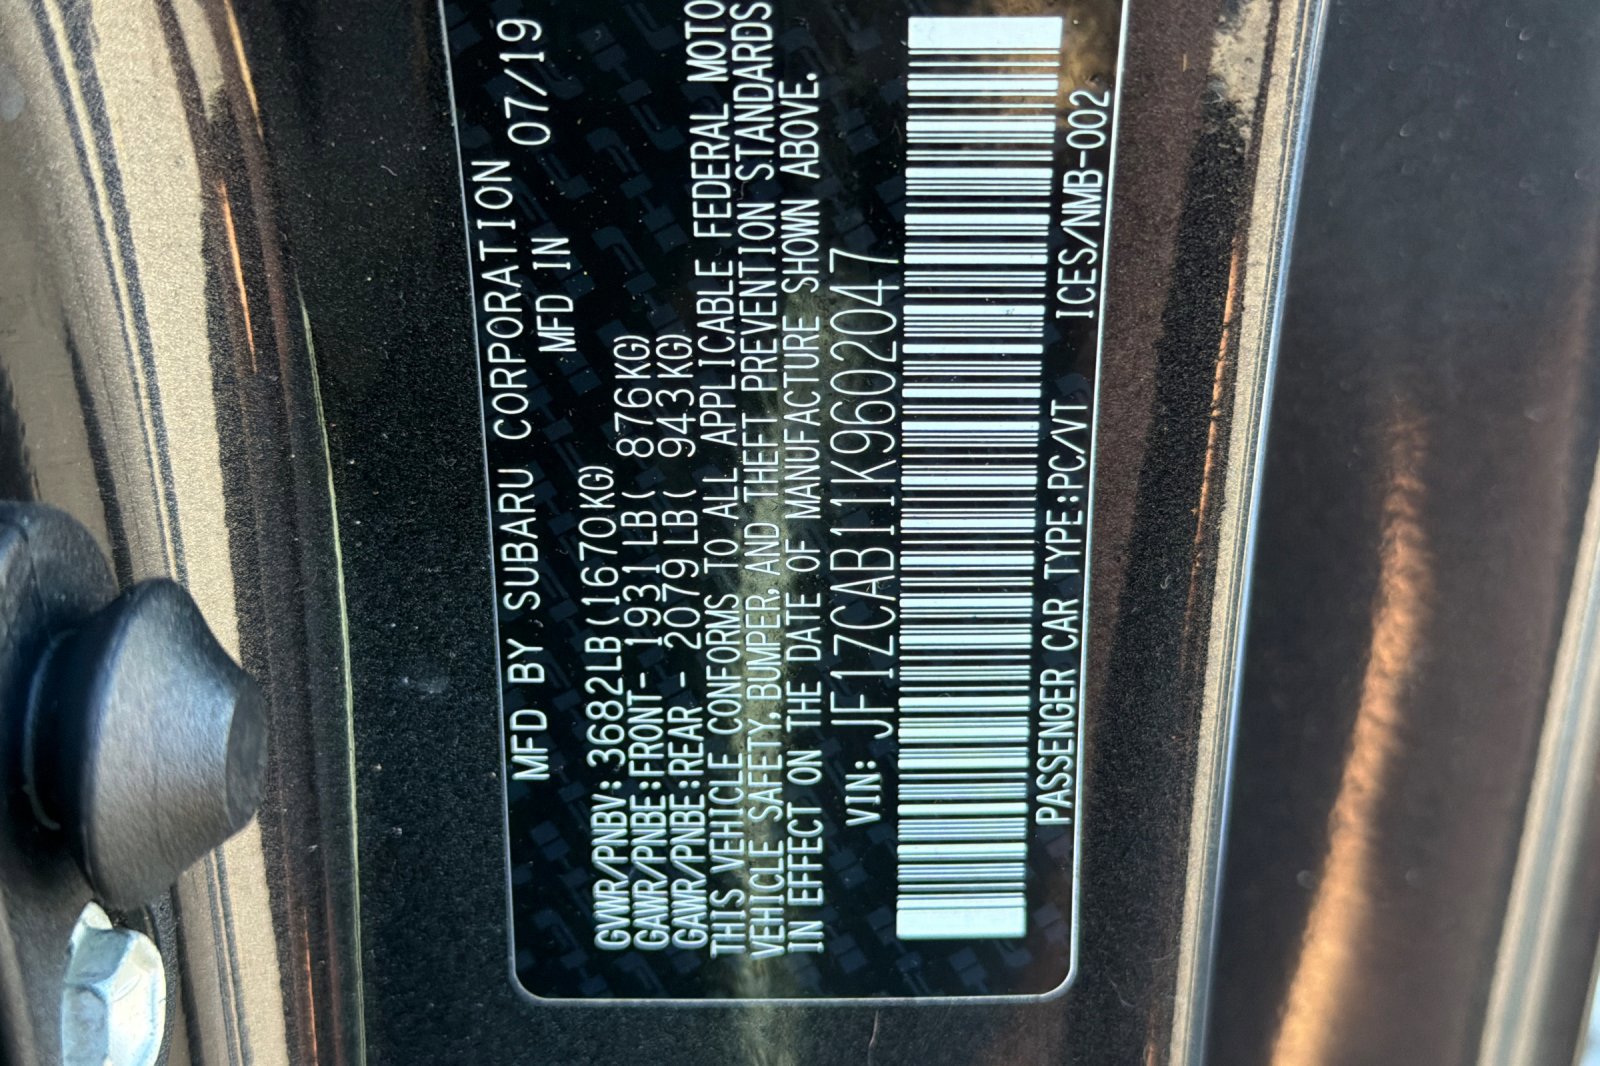 MFD BY SUBARU CORPORATION
MFD IN 07/19
GVWR/PNBV: 3682LB(1670KG)
GAWR/PNBE:FRONT- 1931LB( 876KG)
GAWR/PNBE:REAR - 2079LB( 943KG)
THIS VEHICLE CONFORMS TO ALL APPLICABLE FEDERAL MOTO
VEHICLE SAFETY,BUMPER,AND THEFT PREVENTION STANDARDS
IN EFFECT ON THE DATE OF MANUFACTURE SHOWN ABOVE.
VIN: JF1ZCAB11K9602047
PASSENGER CAR TYPE:PC/VT ICES/NMB-002